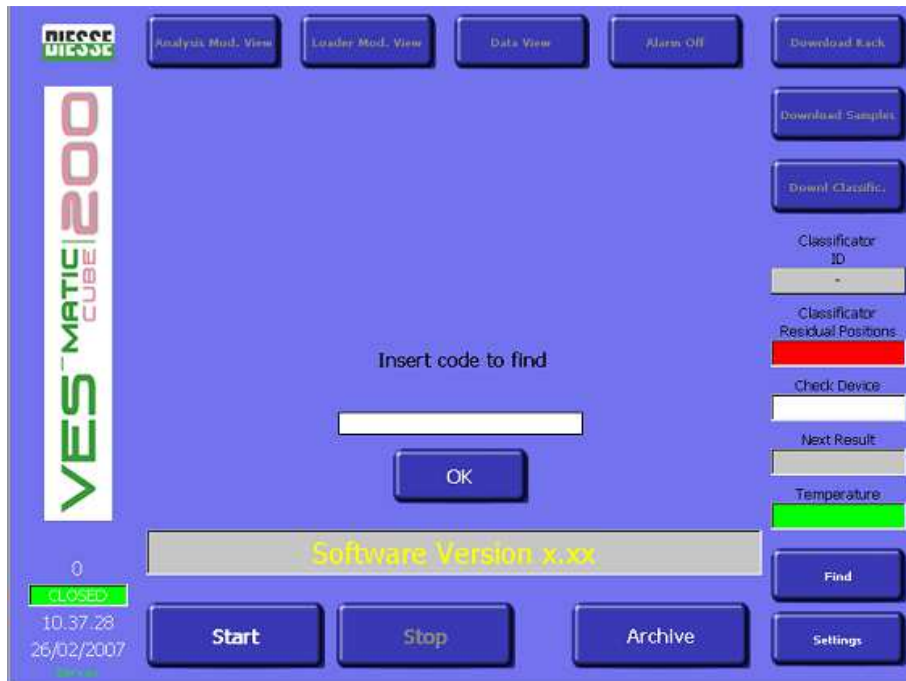 DIESSE
Analysis Mod. View
Loader Mod. View
Data View
Alarm Off
Download Rack
Download Samples
Downl Classific.
VES MATIC
CUBE
200
Classificator
ID
-
Classificator
Residual Positions
Check Device
Next Result
Temperature
Insert code to find
OK
Software Version x.xx
0
CLOSED
10.37.28
26/02/2007
Find
Start
Stop
Archive
Settings